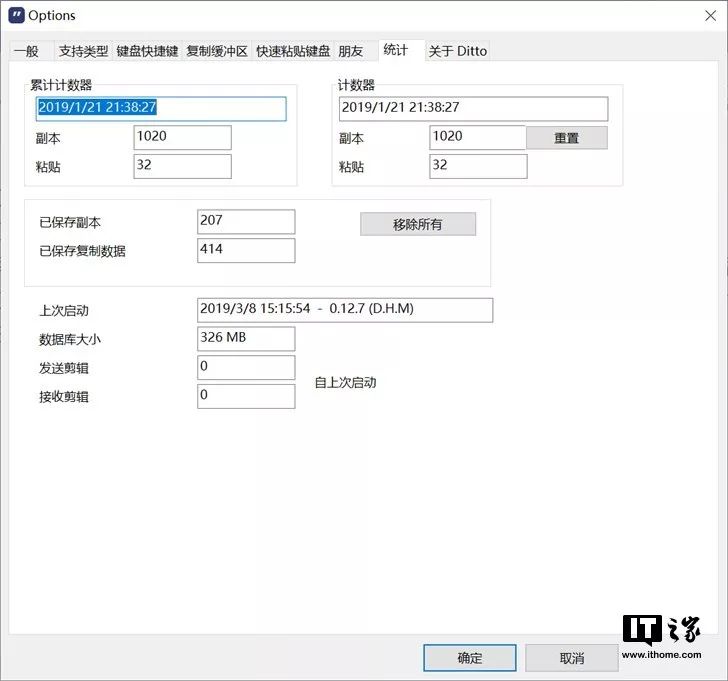 Options
一般 支持类型 键盘快捷键 复制缓冲区 快速粘贴键盘 朋友 统计 关于 Ditto
累计计数器
2019/1/21 21:38:27
副本 1020
粘贴 32
计数器
2019/1/21 21:38:27
副本 1020 重置
粘贴 32
已保存副本 207 移除所有
已保存复制数据 414
上次启动 2019/3/8 15:15:54 - 0.12.7 (D.H.M)
数据库大小 326 MB
发送剪辑 0
自上次启动
接收剪辑 0
IT之家
www.ithome.com
确定 取消